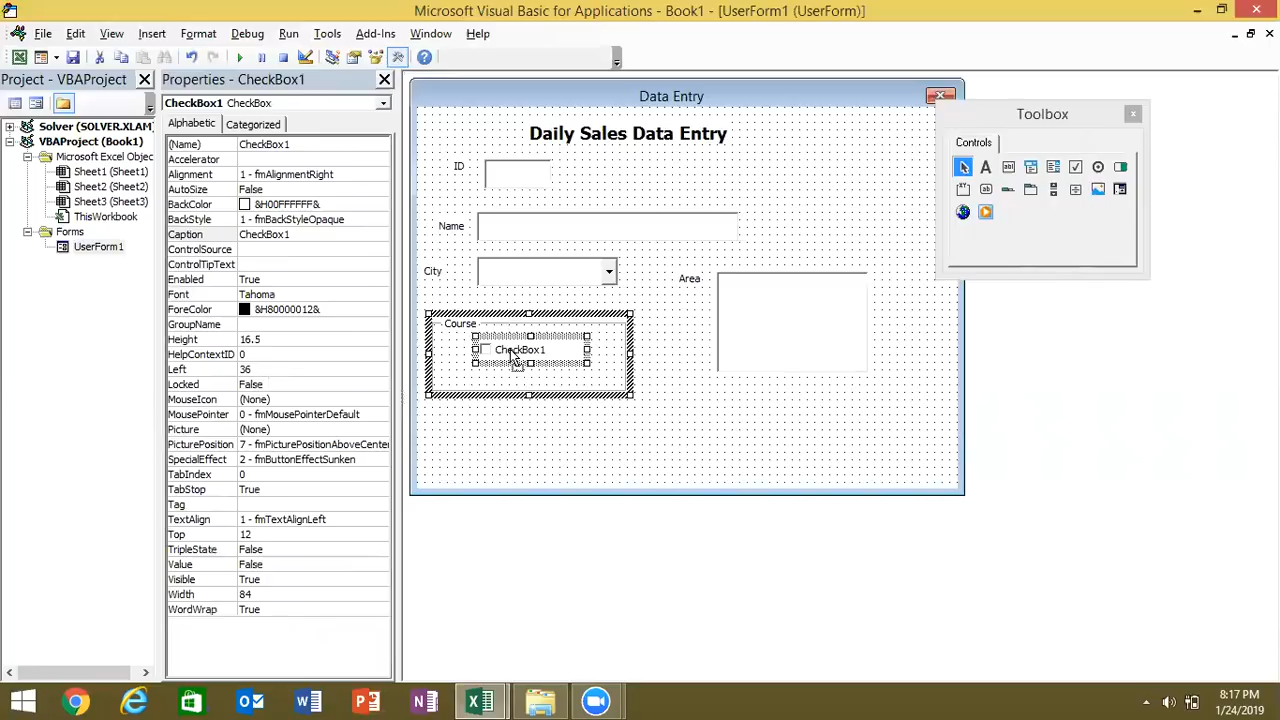 Microsoft Visual Basic for Applications - Book1 - [UserForm1 (UserForm)]
File Edit View Insert Format Debug Run Tools Add-Ins Window Help
Project - VBAProject
Solver (SOLVER.XLAM)
VBAProject (Book1)
Microsoft Excel Objec
Sheet1 (Sheet1)
Sheet2 (Sheet2)
Sheet3 (Sheet3)
ThisWorkbook
Forms
UserForm1
Properties - CheckBox1
CheckBox1 CheckBox
Alphabetic Categorized
(Name) CheckBox1
Accelerator
Alignment 1 - fmAlignmentRight
AutoSize False
BackColor &H00FFFFFF&
BackStyle 1 - fmBackStyleOpaque
Caption CheckBox1
ControlSource
ControlTipText
Enabled True
Font Tahoma
ForeColor &H80000012&
GroupName
Height 16.5
HelpContextID 0
Left 36
Locked False
MouseIcon (None)
MousePointer 0 - fmMousePointerDefault
Picture (None)
PicturePosition 7 - fmPicturePositionAboveCenter
SpecialEffect 2 - fmButtonEffectSunken
TabIndex 0
TabStop True
Tag
TextAlign 1 - fmTextAlignLeft
Top 12
TripleState False
Value False
Visible True
Width 84
WordWrap True
Data Entry
Daily Sales Data Entry
ID
Name
City
Area
Course
CheckBox1
Toolbox
Controls
8:17 PM
1/24/2019